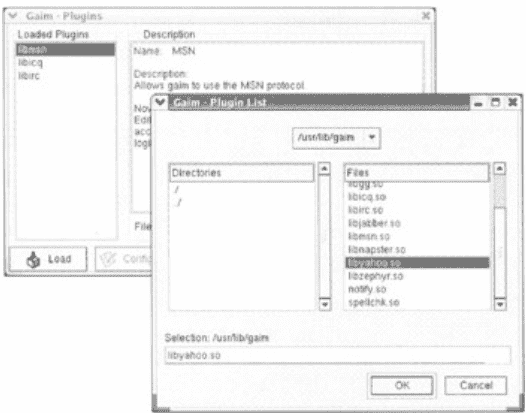 Gaim - Plugins
Loaded Plugins
Description
libmsn
libicq
libirc
Name: MSN
Description:
Allows gaim to use the MSN protocol
Gaim - Plugin List
/usr/lib/gaim
Directories
Files
./
../
libgg.so
libicq.so
libirc.so
libjabber.so
libmsn.so
libnapster.so
libyahoo.so
libzephyr.so
notify.so
spellchk.so
Load
Selection: /usr/lib/gaim
libyahoo.so
OK
Cancel